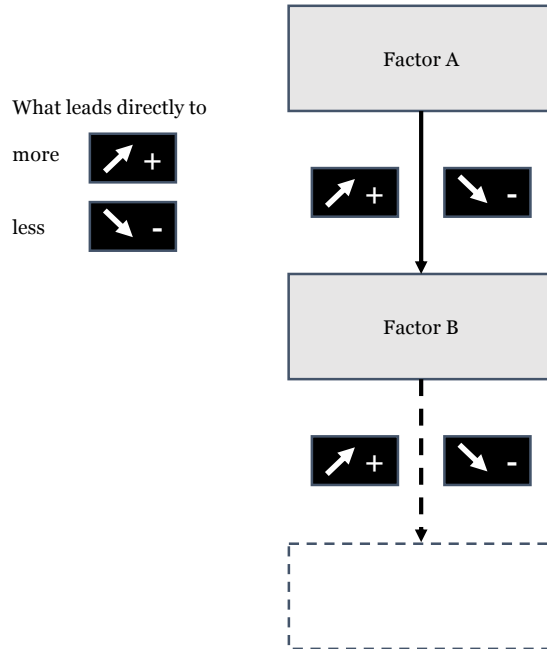 Factor A
What leads directly to
more +
less -
+ -
Factor B
+ -